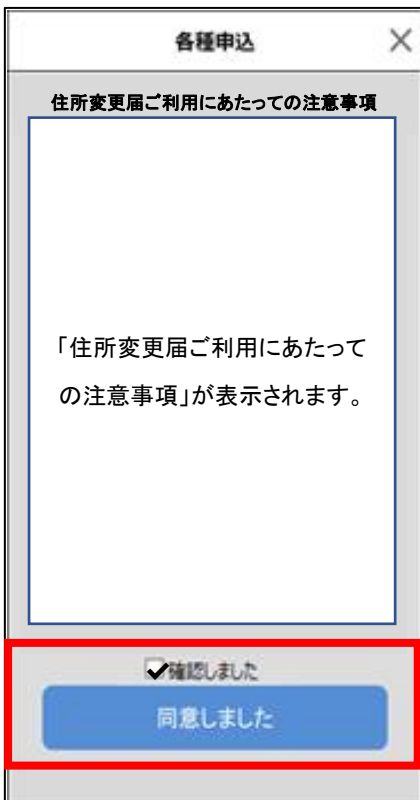 各種申込
住所変更届ご利用にあたっての注意事項
「住所変更届ご利用にあたって
の注意事項」が表示されます。
確認しました
同意しました